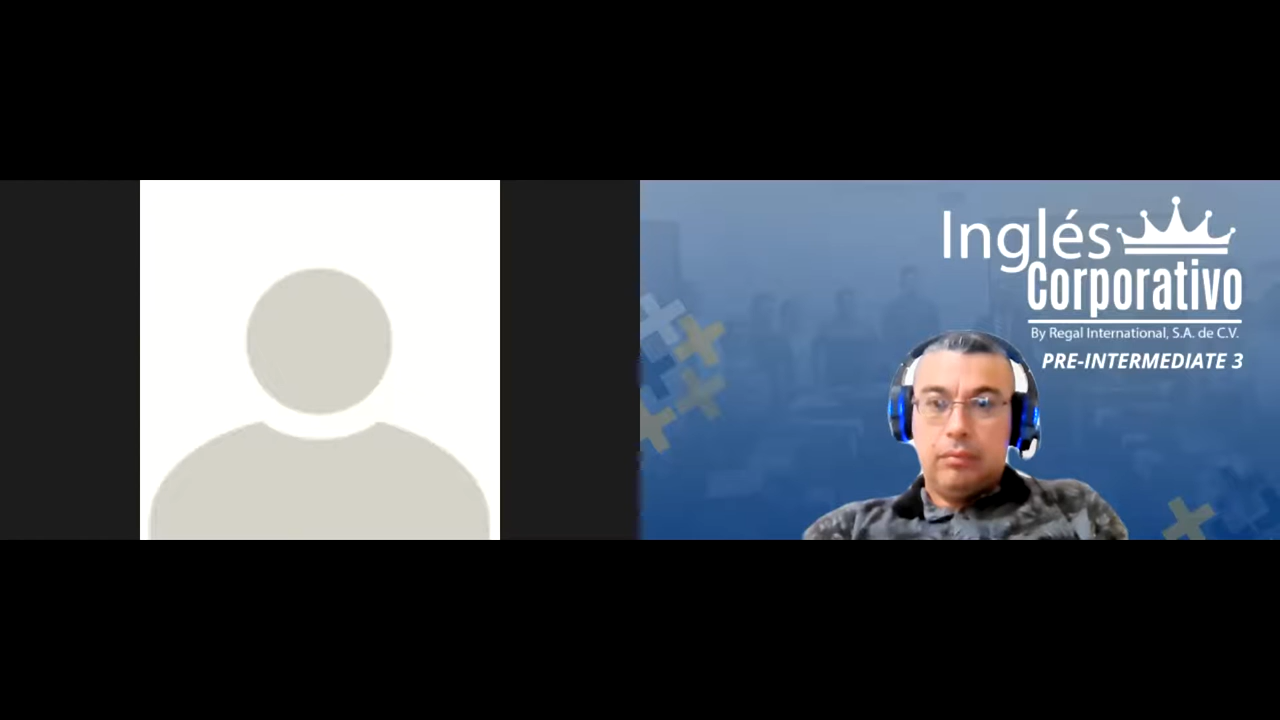 Inglés
Corporativo
By Regal International, S.A. de C.V.
PRE-INTERMEDIATE 3